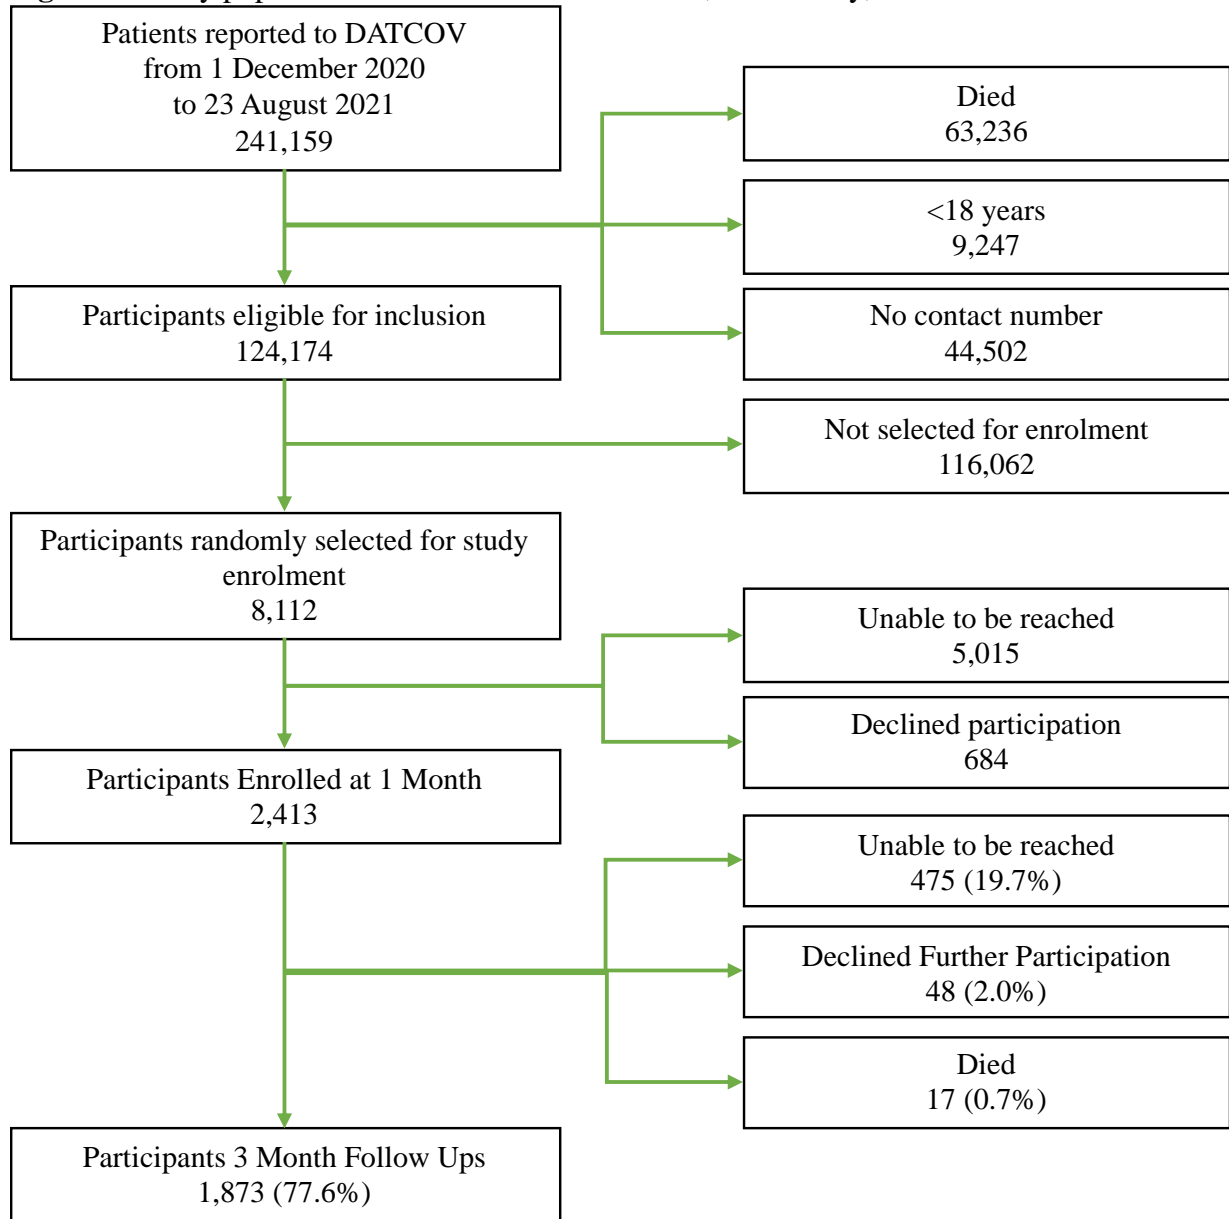 Patients reported to DATCOV
from 1 December 2020
to 23 August 2021
241,159
Died
63,236
<18 years
9,247
Participants eligible for inclusion
124,174
No contact number
44,502
Not selected for enrolment
116,062
Participants randomly selected for study
enrolment
8,112
Unable to be reached
5,015
Declined participation
684
Participants Enrolled at 1 Month
2,413
Unable to be reached
475 (19.7%)
Declined Further Participation
48 (2.0%)
Died
17 (0.7%)
Participants 3 Month Follow Ups
1,873 (77.6%)